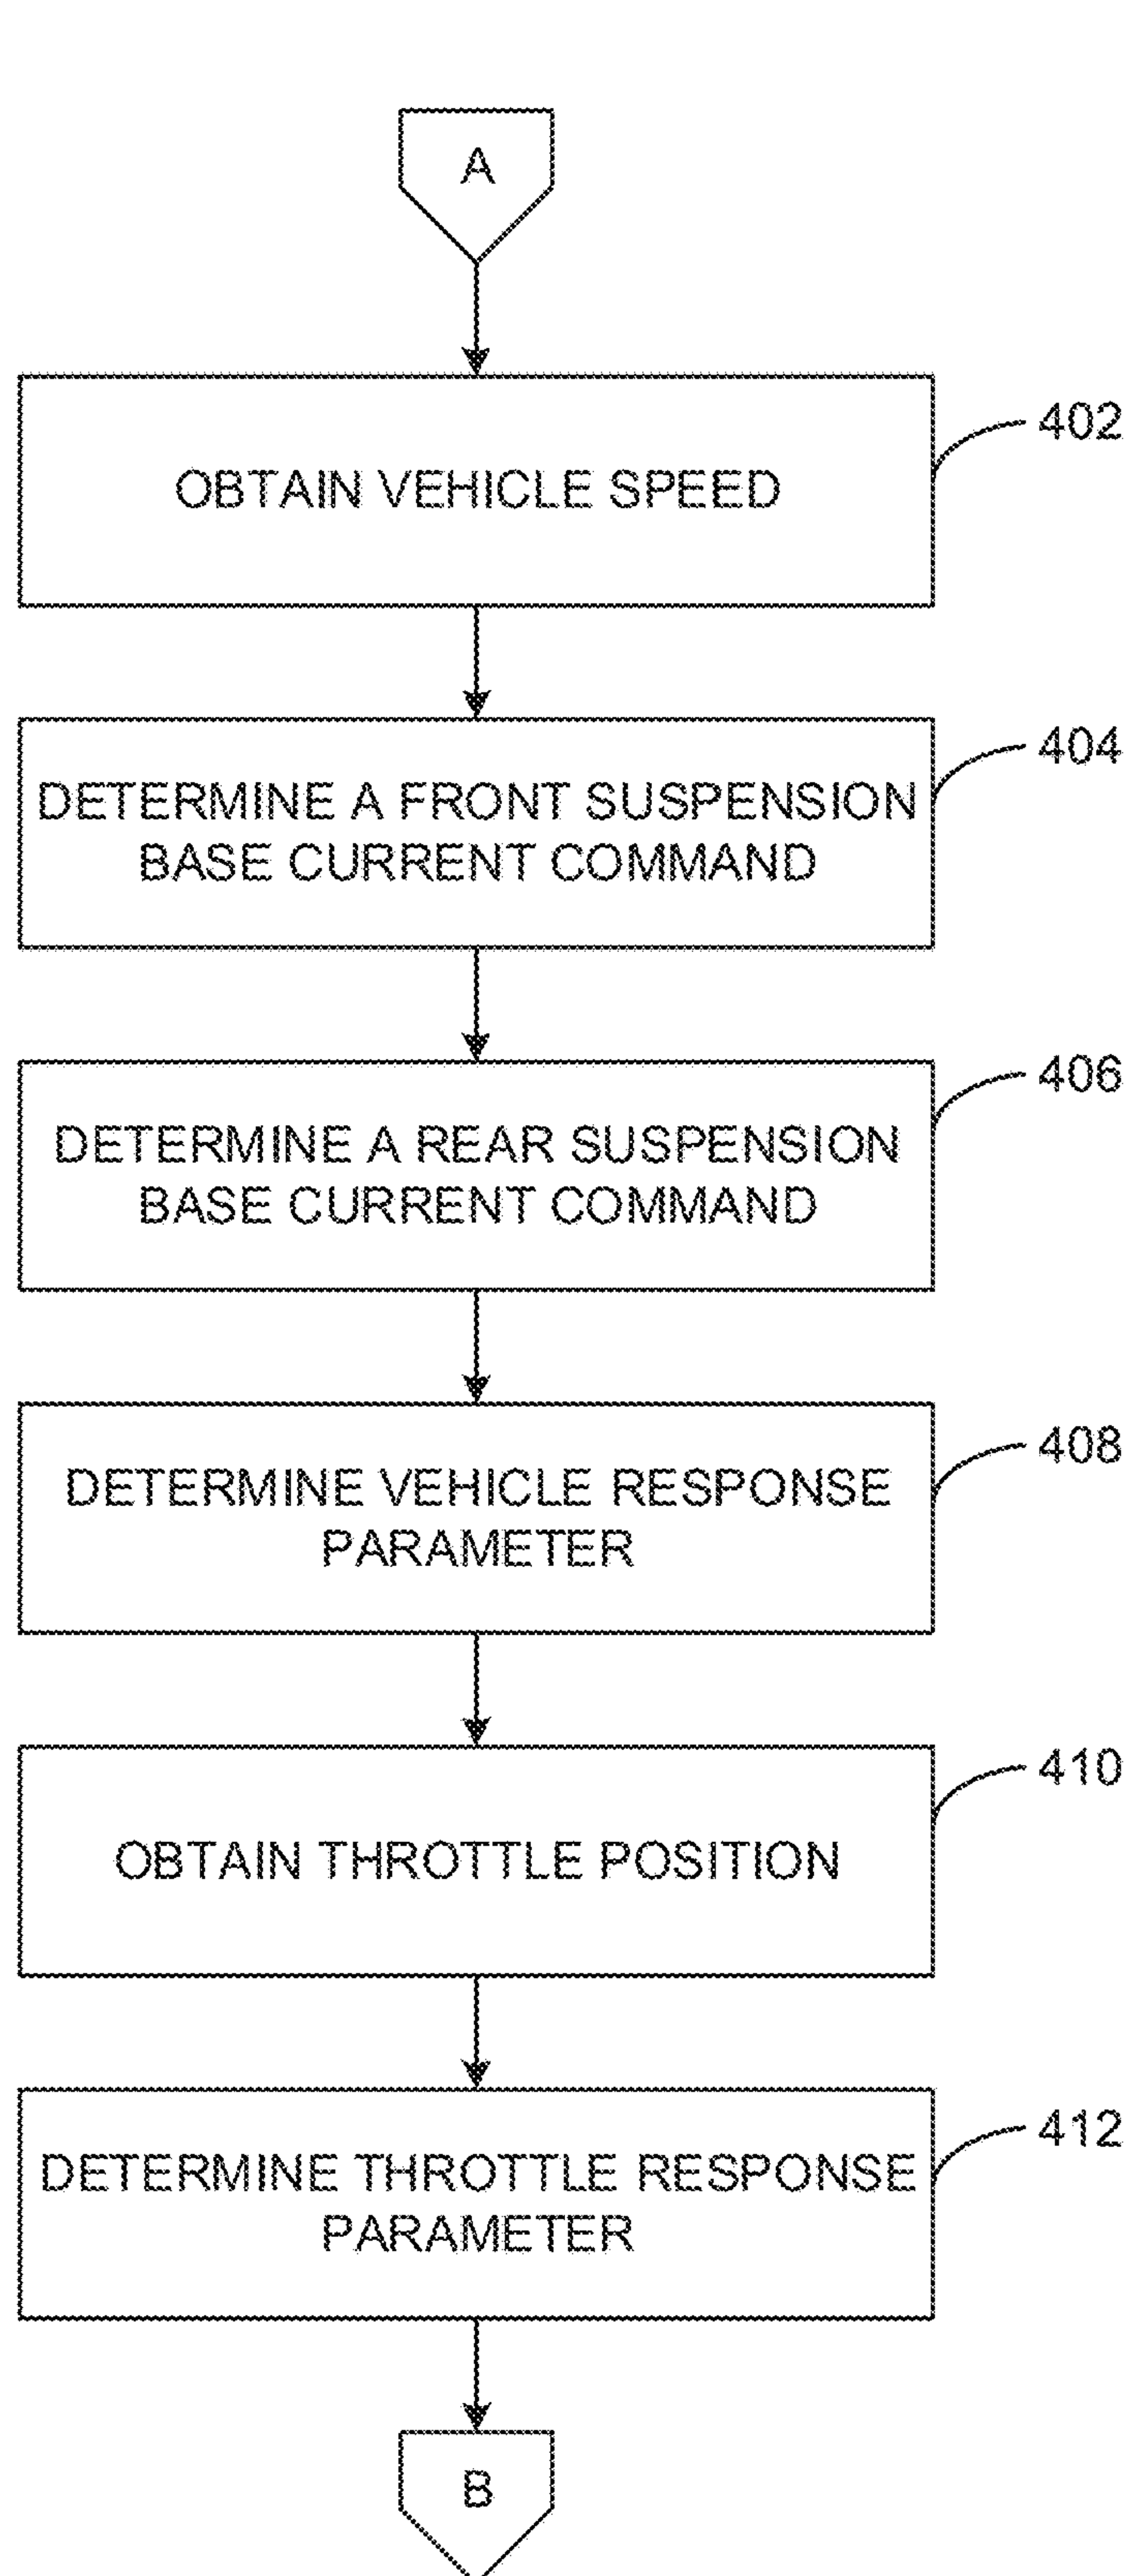 A
OBTAIN VEHICLE SPEED
402
DETERMINE A FRONT SUSPENSION
BASE CURRENT COMMAND
404
DETERMINE A REAR SUSPENSION
BASE CURRENT COMMAND
406
DETERMINE VEHICLE RESPONSE
PARAMETER
408
OBTAIN THROTTLE POSITION
410
DETERMINE THROTTLE RESPONSE
PARAMETER
412
B